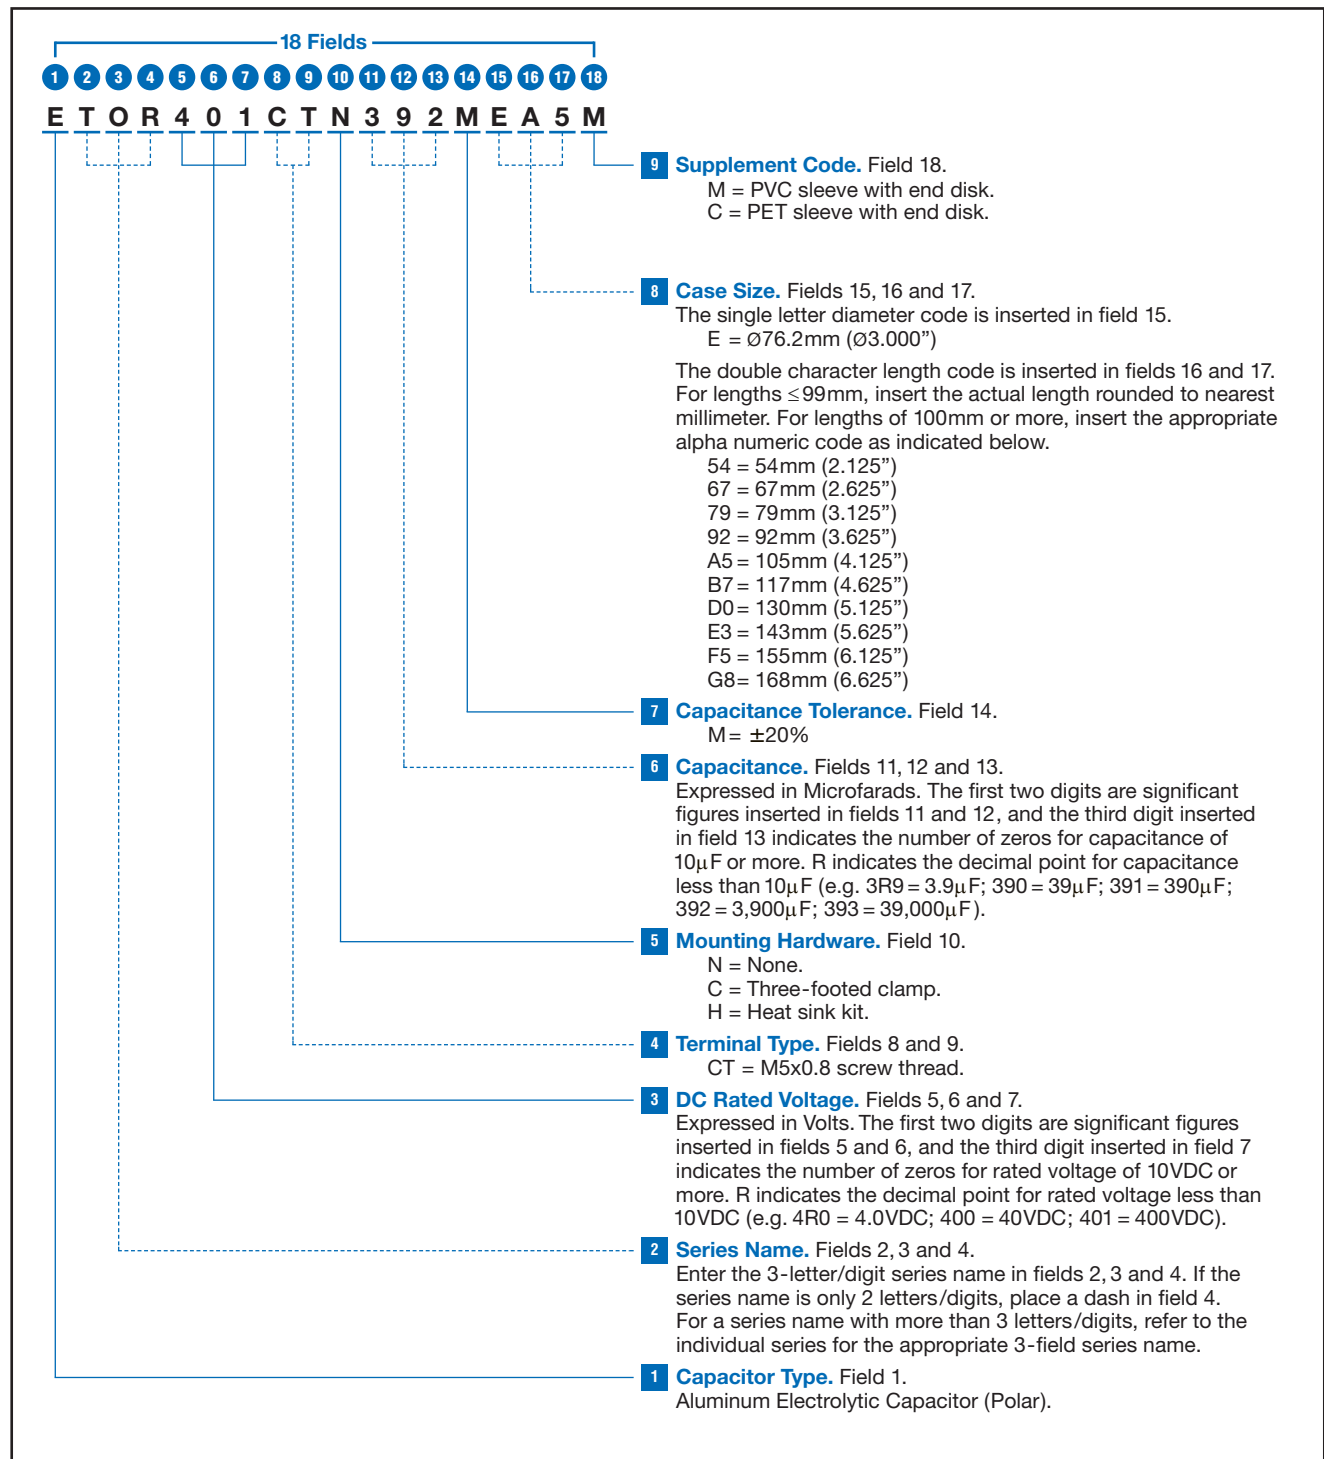 18 Fields
1 2 3 4 5 6 7 8 9 10 11 12 13 14 15 16 17 18
E T O R 4 0 1 C T N 3 9 2 M E A 5 M
9 Supplement Code. Field 18.
M = PVC sleeve with end disk.
C = PET sleeve with end disk.
8 Case Size. Fields 15, 16 and 17.
The single letter diameter code is inserted in field 15.
E = Ø76.2mm (Ø3.000”)
The double character length code is inserted in fields 16 and 17.
For lengths ≤99mm, insert the actual length rounded to nearest
millimeter. For lengths of 100mm or more, insert the appropriate
alpha numeric code as indicated below.
54 = 54mm (2.125”)
67 = 67mm (2.625”)
79 = 79mm (3.125”)
92 = 92mm (3.625”)
A5 = 105mm (4.125”)
B7 = 117mm (4.625”)
D0 = 130mm (5.125”)
E3 = 143mm (5.625”)
F5 = 155mm (6.125”)
G8= 168mm (6.625”)
7 Capacitance Tolerance. Field 14.
M = ±20%
6 Capacitance. Fields 11, 12 and 13.
Expressed in Microfarads. The first two digits are significant
figures inserted in fields 11 and 12, and the third digit inserted
in field 13 indicates the number of zeros for capacitance of
10µF or more. R indicates the decimal point for capacitance
less than 10µF (e.g. 3R9 = 3.9µF; 390 = 39µF; 391 = 390µF;
392 = 3,900µF; 393 = 39,000µF).
5 Mounting Hardware. Field 10.
N = None.
C = Three-footed clamp.
H = Heat sink kit.
4 Terminal Type. Fields 8 and 9.
CT = M5x0.8 screw thread.
3 DC Rated Voltage. Fields 5, 6 and 7.
Expressed in Volts. The first two digits are significant figures
inserted in fields 5 and 6, and the third digit inserted in field 7
indicates the number of zeros for rated voltage of 10VDC or
more. R indicates the decimal point for rated voltage less than
10VDC (e.g. 4R0 = 4.0VDC; 400 = 40VDC; 401 = 400VDC).
2 Series Name. Fields 2, 3 and 4.
Enter the 3-letter/digit series name in fields 2, 3 and 4. If the
series name is only 2 letters/digits, place a dash in field 4.
For a series name with more than 3 letters/digits, refer to the
individual series for the appropriate 3-field series name.
1 Capacitor Type. Field 1.
Aluminum Electrolytic Capacitor (Polar).